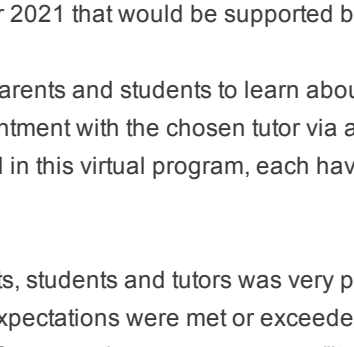 r 2021 that would be supported b
arents and students to learn abou
ntment with the chosen tutor via a
in this virtual program, each hav
ts, students and tutors was very p
xpectations were met or exceede